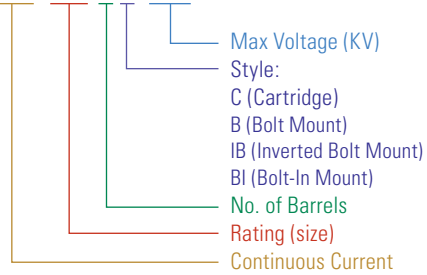 Max Voltage (KV)
Style:
C (Cartridge)
B (Bolt Mount)
IB (Inverted Bolt Mount)
BI (Bolt-In Mount)
No. of Barrels
Rating (size)
Continuous Current